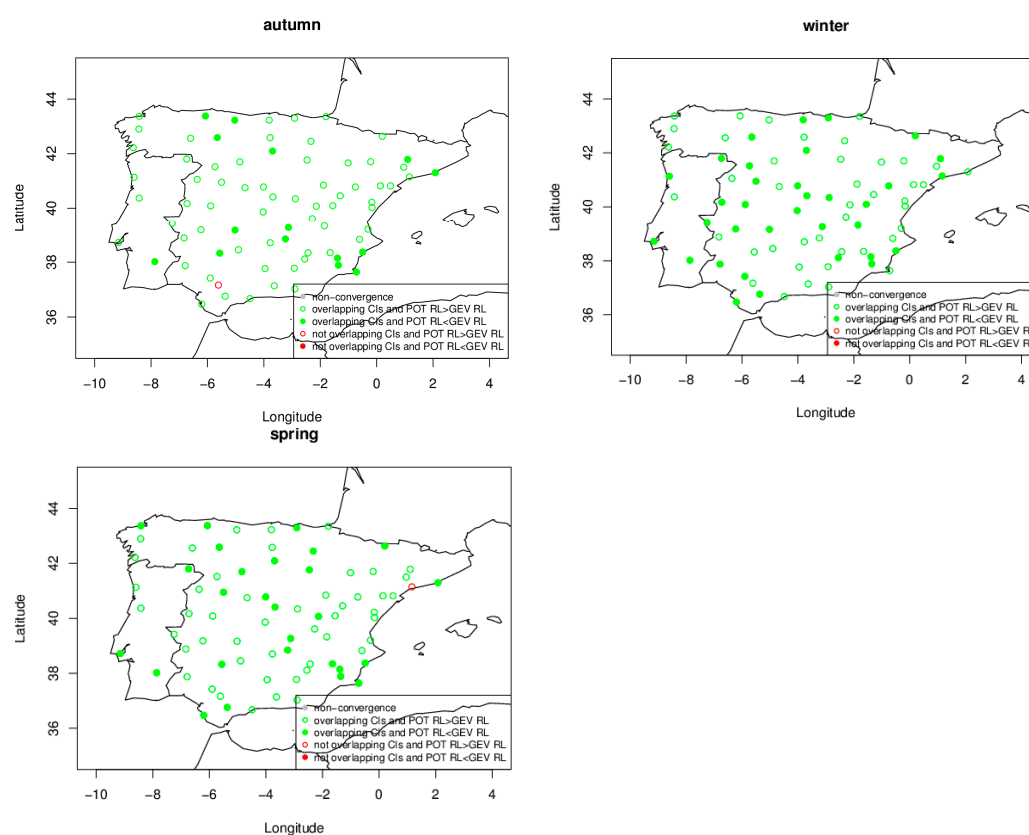 autumn
Latitude
44
42
40
38
36
non-convergence
overlapping CIs and POT RL>GEV RL
overlapping CIs and POT RL<GEV RL
not overlapping CIs and POT RL>GEV RL
not overlapping CIs and POT RL<GEV RL
-10 -8 -6 -4 -2 0 2 4
Longitude
winter
Latitude
44
42
40
38
36
non-convergence
overlapping CIs and POT RL>GEV RL
overlapping CIs and POT RL<GEV RL
not overlapping CIs and POT RL>GEV R
not overlapping CIs and POT RL<GEV R
-10 -8 -6 -4 -2 0 2 4
Longitude
spring
Latitude
44
42
40
38
36
non-convergence
overlapping CIs and POT RL>GEV RL
overlapping CIs and POT RL<GEV RL
not overlapping CIs and POT RL>GEV RL
not overlapping CIs and POT RL<GEV RL
-10 -8 -6 -4 -2 0 2 4
Longitude